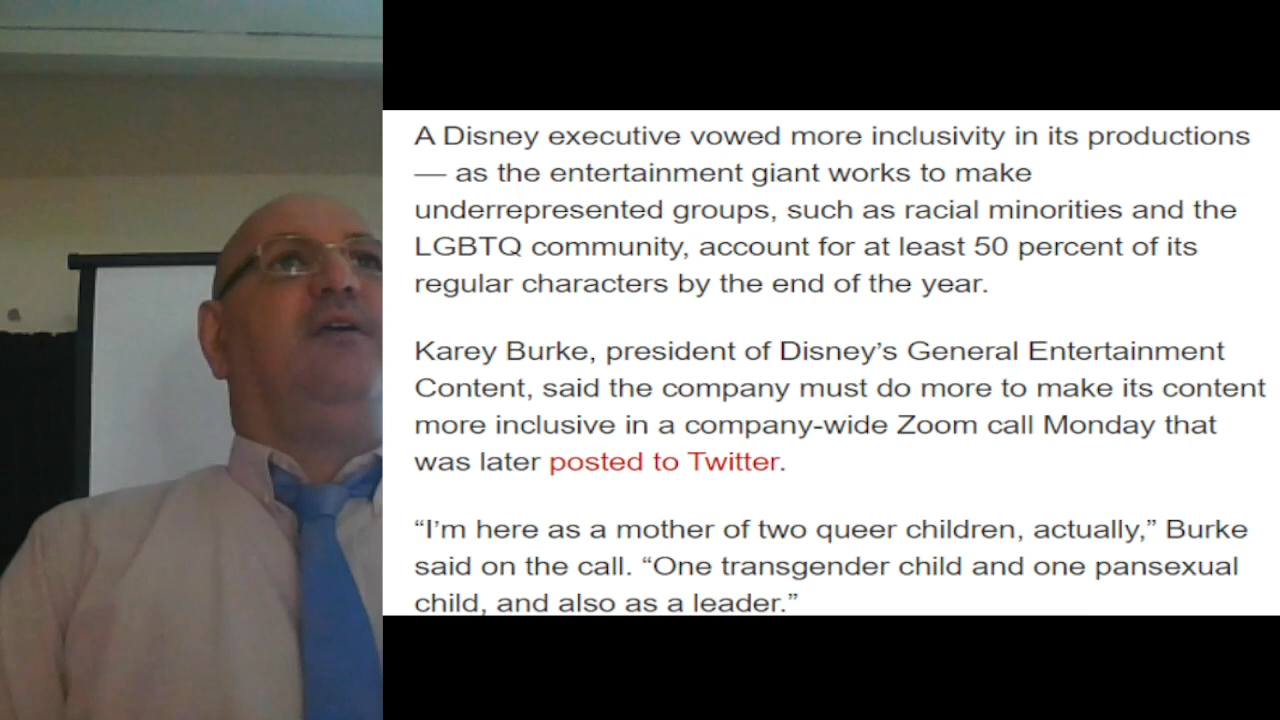 A Disney executive vowed more inclusivity in its productions
— as the entertainment giant works to make
underrepresented groups, such as racial minorities and the
LGBTQ community, account for at least 50 percent of its
regular characters by the end of the year.
Karey Burke, president of Disney’s General Entertainment
Content, said the company must do more to make its content
more inclusive in a company-wide Zoom call Monday that
was later posted to Twitter.
“I’m here as a mother of two queer children, actually,” Burke
said on the call. “One transgender child and one pansexual
child, and also as a leader.”